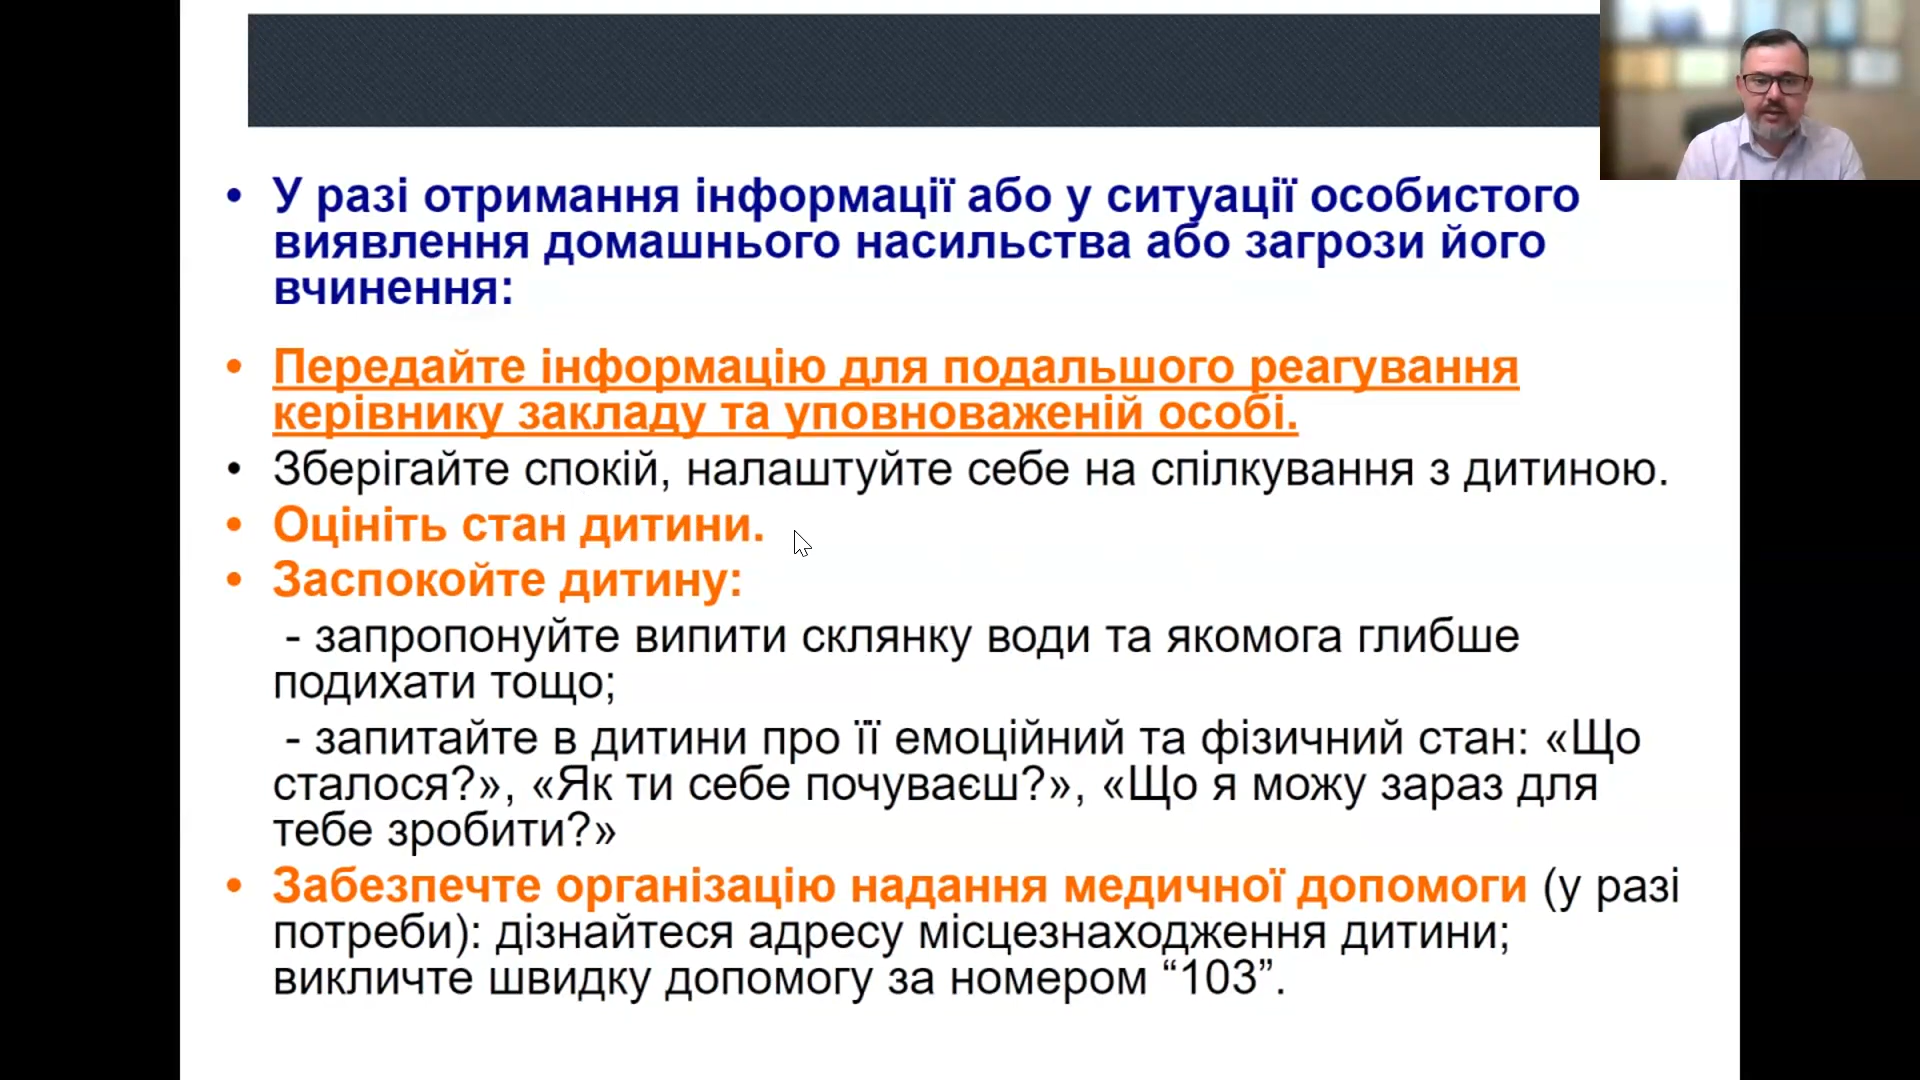 • У разі отримання інформації або у ситуації особистого
виявлення домашнього насильства або загрози його
вчинення:
• Передайте інформацію для подальшого реагування
керівнику закладу та уповноваженій особі.
• Зберігайте спокій, налаштуйте себе на спілкування з дитиною.
• Оцініть стан дитини.
• Заспокойте дитину:
- запропонуйте випити склянку води та якомога глибше
подихати тощо;
- запитайте в дитини про її емоційний та фізичний стан: «Що
сталося?», «Як ти себе почуваєш?», «Що я можу зараз для
тебе зробити?»
• Забезпечте організацію надання медичної допомоги (у разі
потреби): дізнайтеся адресу місцезнаходження дитини;
викличте швидку допомогу за номером “103”.